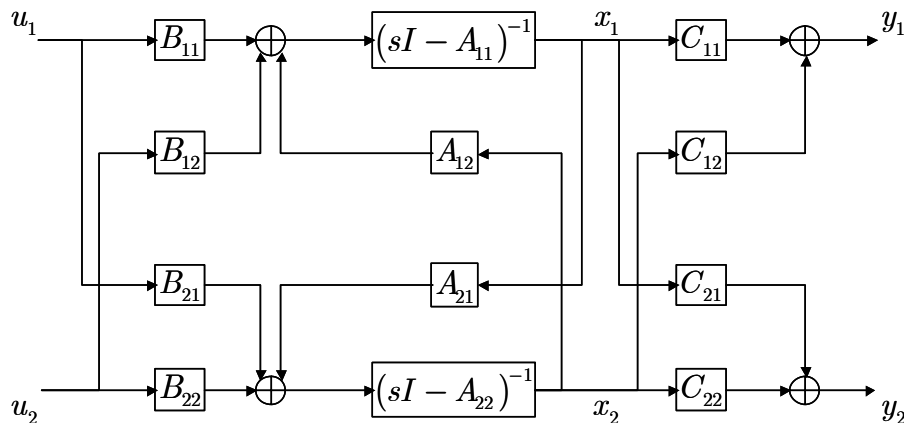 u₁ B₁₁ (sI − A₁₁)⁻¹ x₁ C₁₁ y₁
B₁₂ A₁₂ C₁₂
B₂₁ A₂₁ C₂₁
u₂ B₂₂ (sI − A₂₂)⁻¹ x₂ C₂₂ y₂